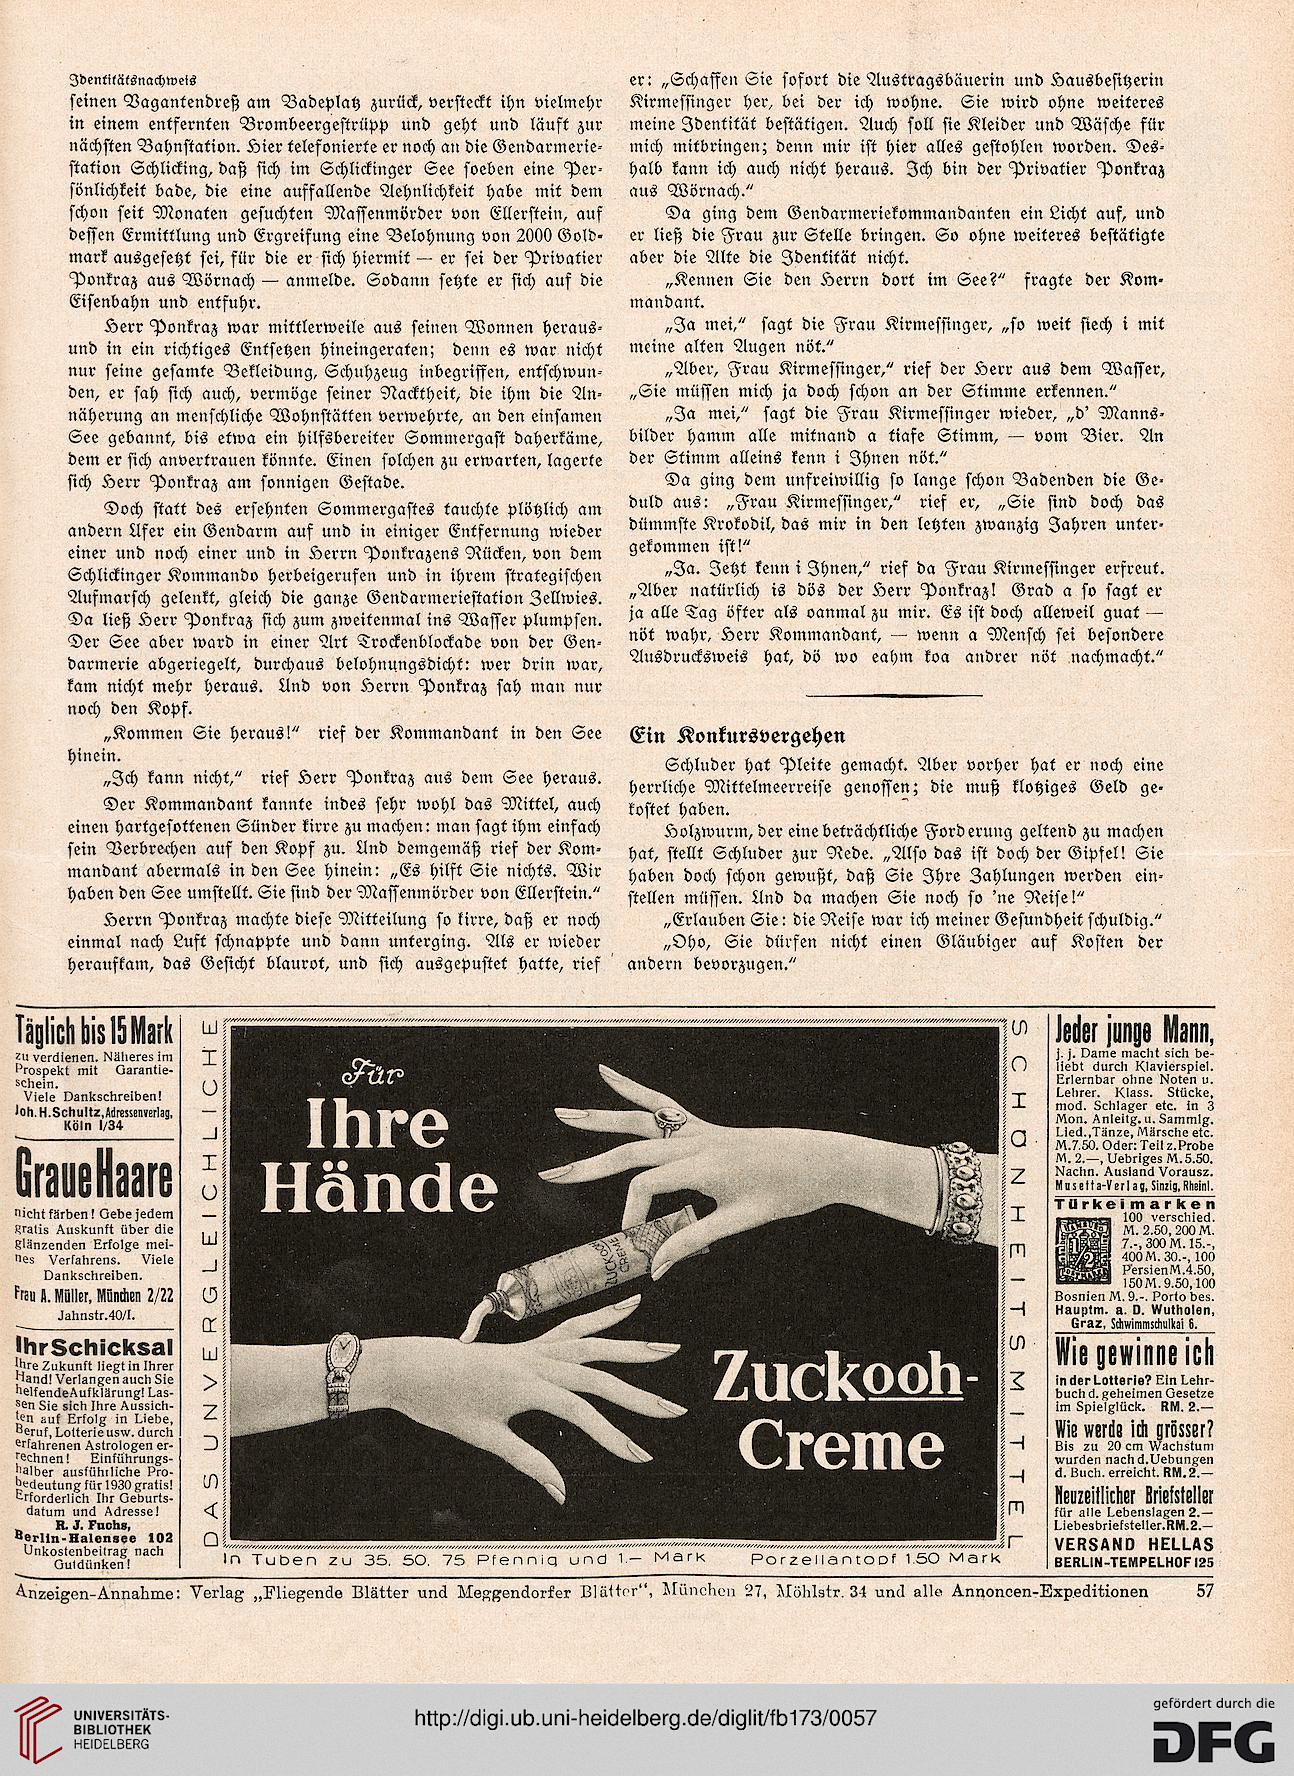 Identitätsnachweis
seinen Vagantendreß am Badeplatz zurück, versteckt ihn vielmehr
in einem entfernten Brombeergestrüpp und geht und läuft zur
nächsten Bahnstation. Hier telefonierte er noch an die Gendarmerie-
station Schlicking, daß sich im Schlickinger See soeben eine Per-
sönlichkeit bade, die eine auffallende Aehnlichkeit habe mit dem
schon seit Monaten gesuchten Massenmörder von Ellerstein, auf
dessen Ermittlung und Ergreifung eine Belohnung von 2000 Gold-
mark ausgesetzt sei, für die er sich hiermit — er sei der Privatier
Ponkraz aus Wörnach — anmelde. Sodann setzte er sich auf die
Eisenbahn und entfuhr.
Herr Ponkraz war mittlerweile aus seinen Wonnen heraus-
und in ein richtiges Entsetzen hineingeraten; denn es war nicht
nur seine gesamte Bekleidung, Schuhzeug inbegriffen, entschwun-
den, er sah sich auch, vermöge seiner Nacktheit, die ihm die An-
näherung an menschliche Wohnstätten verwehrte, an den einsamen
See gebannt, bis etwa ein hilfsbereiter Sommergast daherkäme,
dem er sich anvertrauen könnte. Einen solchen zu erwarten, lagerte
sich Herr Ponkraz am sonnigen Gestade.
Doch statt des ersehnten Sommergastes tauchte plötzlich am
andern Ufer ein Gendarm auf und in einiger Entfernung wieder
einer und noch einer und in Herrn Ponkrazens Rücken, von dem
Schlickinger Kommando herbeigerufen und in ihrem strategischen
Aufmarsch gelenkt, gleich die ganze Gendarmeriestation Zellwies.
Da ließ Herr Ponkraz sich zum zweitenmal ins Wasser plumpsen.
Der See aber ward in einer Art Trockenblockade von der Gen-
darmerie abgeriegelt, durchaus belohnungsdicht: wer drin war,
kam nicht mehr heraus. Und von Herrn Ponkraz sah man nur
noch den Kopf.
„Kommen Sie heraus!“ rief der Kommandant in den See
hinein.
„Ich kann nicht,“ rief Herr Ponkraz aus dem See heraus.
Der Kommandant kannte indes sehr wohl das Mittel, auch
einen hartgesottenen Sünder kirre zu machen: man sagt ihm einfach
sein Verbrechen auf den Kopf zu. Und demgemäß rief der Kom-
mandant abermals in den See hinein: „Es hilft Sie nichts. Wir
haben den See umstellt. Sie sind der Massenmörder von Ellerstein.“
Herrn Ponkraz machte diese Mitteilung so kirre, daß er noch
einmal nach Luft schnappte und dann unterging. Als er wieder
heraufkam, das Gesicht blaurot, und sich ausgepustet hatte, rief
er: „Schaffen Sie sofort die Austragsbäuerin und Hausbesitzerin
Kirmessinger her, bei der ich wohne. Sie wird ohne weiteres
meine Identität bestätigen. Auch soll sie Kleider und Wäsche für
mich mitbringen; denn mir ist hier alles gestohlen worden. Des-
halb kann ich auch nicht heraus. Ich bin der Privatier Ponkraz
aus Wörnach.“
Da ging dem Gendarmeriekommandanten ein Licht auf, und
er ließ die Frau zur Stelle bringen. So ohne weiteres bestätigte
aber die Alte die Identität nicht.
„Kennen Sie den Herrn dort im See?“ fragte der Kom-
mandant.
„Ja mei,“ sagt die Frau Kirmessinger, „so weit siech i mit
meine alten Augen nöt.“
„Aber, Frau Kirmessinger,“ rief der Herr aus dem Wasser,
„Sie müssen mich ja doch schon an der Stimme erkennen.“
„Ja mei,“ sagt die Frau Kirmessinger wieder, „d' Manns-
bilder hamm alle mitnand a tiafe Stimm, — vom Bier. An
der Stimm alleins kenn i Ihnen nöt.“
Da ging dem unfreiwillig so lange schon Badenden die Ge-
duld aus: „Frau Kirmessinger,“ rief er, „Sie sind doch das
dümmste Krokodil, das mir in den letzten zwanzig Jahren unter-
gekommen ist!“
„Ja. Jetzt kenn i Ihnen,“ rief da Frau Kirmessinger erfreut.
„Aber natürlich is dös der Herr Ponkraz! Grad a so sagt er
ja alle Tag öfter als oanmal zu mir. Es ist doch alleweil guat —
nöt wahr, Herr Kommandant, — wenn a Mensch sei besondere
Ausdrucksweis hat, dö wo eahm koa andrer nöt nachmacht.“
Ein Konkursvergehen
Schluder hat Pleite gemacht. Aber vorher hat er noch eine
herrliche Mittelmeerreise genossen; die muß klotziges Geld ge-
kostet haben.
Holzwurm, der eine beträchtliche Forderung geltend zu machen
hat, stellt Schluder zur Rede. „Also das ist doch der Gipfel! Sie
haben doch schon gewußt, daß Sie Ihre Zahlungen werden ein-
stellen müssen. Und da machen Sie noch so 'ne Reise!“
„Erlauben Sie: die Reise war ich meiner Gesundheit schuldig.“
„Oho, Sie dürfen nicht einen Gläubiger auf Kosten der
andern bevorzugen.“
Täglich bis 15 Mark
zu verdienen. Näheres im
Prospekt mit Garantie-
schein.
Viele Dankschreiben!
Joh. H. Schultz, Adressenverlag,
Köln I/34
Graue Haare
nicht färben! Gebe jedem
gratis Auskunft über die
glänzenden Erfolge mei-
nes Verfahrens. Viele
Dankschreiben.
Frau A. Müller, München 2/22
Jahnstr. 40/I.
Ihr Schicksal
Ihre Zukunft liegt in Ihrer
Hand! Verlangen auch Sie
helfende Aufklärung! Las-
sen Sie sich Ihre Aussich-
ten auf Erfolg in Liebe,
Beruf, Lotterie usw. durch
erfahrenen Astrologen er-
rechnen! Einführungs-
halber ausführliche Pro-
bedeutung für 1930 gratis!
Erforderlich Ihr Geburts-
datum und Adresse!
R. J. Fuchs,
Berlin-Halensee 102
Unkostenbeitrag nach
Gutdünken!
DAS UNVERGLEICHLICHE
Für
Ihre
Hände
ZUCKOOH
CREME
Zuckooh-
Creme
SCHÖNHEITSMITTEL
In Tuben zu 35. 50. 75 Pfennig und 1.— Mark Porzellantopf 1.50 Mark
Jeder junge Mann,
j. j. Dame macht sich be-
liebt durch Klavierspiel.
Erlernbar ohne Noten u.
Lehrer. Klass. Stücke,
mod. Schlager etc. in 3
Mon. Anleitg. u. Sammlg.
Lied., Tänze, Märsche etc.
M. 7.50. Oder: Teil z. Probe
M. 2.—, Uebriges M. 5.50.
Nachn. Ausland Vorausz.
Musetta-Verlag, Sinzig, Rheinl.
Türkeimarken
100 verschied.
M. 2.50, 200 M.
7.-, 300 M. 15.-,
400 M. 30.-, 100
Persien M. 4.50,
150 M. 9.50, 100
Bosnien M. 9.-. Porto bes.
Hauptm. a. D. Wutholen,
Graz, Schwimmschulkai 6.
HAMBURG
1/2
Wie gewinne ich
in der Lotterie? Ein Lehr-
buch d. geheimen Gesetze
im Spielglück. RM. 2.—
Wie werde ich grösser?
Bis zu 20 cm Wachstum
wurden nach d. Uebungen
d. Buch. erreicht. RM. 2.—
Neuzeitlicher Briefsteller
für alle Lebenslagen 2.—
Liebesbriefsteller. RM. 2.—
VERSAND HELLAS
BERLIN-TEMPELHOF 125
Anzeigen-Annahme: Verlag „Fliegende Blätter und Meggendorfer Blätter“, München 27, Möhlstr. 34 und alle Annoncen-Expeditionen 57
UNIVERSITÄTS-
BIBLIOTHEK
HEIDELBERG
http://digi.ub.uni-heidelberg.de/diglit/fb173/0057
gefördert durch die
DFG